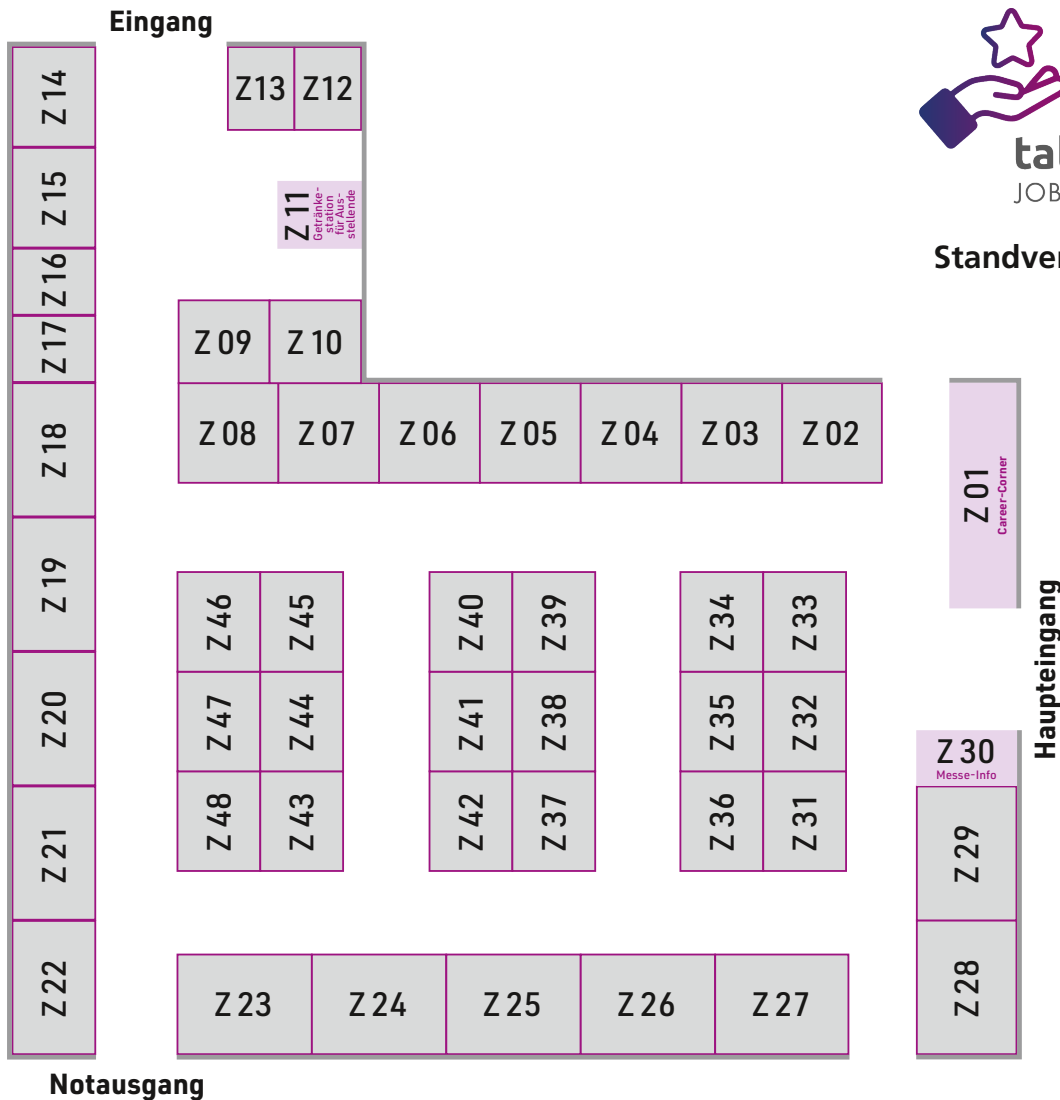 Eingang
Z 14
Z 15
Z 16
Z 17
Z 18
Z 19
Z 20
Z 21
Z 22
Z13
Z12
Z 11
Getränke-
station
für Aus-
stellende
Z 09
Z 10
Z 08
Z 07
Z 06
Z 05
Z 04
Z 03
Z 02
JOB
Z 01
Career-Corner
Haupteingang
Z 46
Z 45
Z 47
Z 44
Z 48
Z 43
Z 40
Z 39
Z 41
Z 38
Z 42
Z 37
Z 34
Z 33
Z 35
Z 32
Z 36
Z 31
Z 30
Messe-Info
Z 29
Z 28
Z 23
Z 24
Z 25
Z 26
Z 27
Notausgang